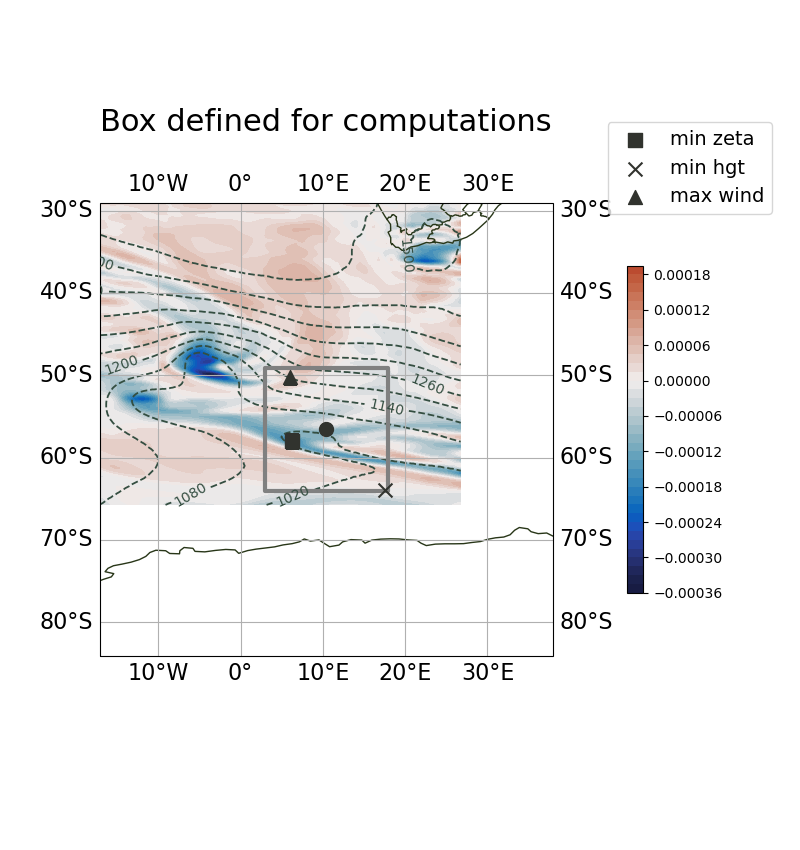 Box defined for computations
min zeta
min hgt
max wind
10°W 0° 10°E 20°E 30°E
30°S 30°S
40°S 40°S
50°S 50°S
60°S 60°S
70°S 70°S
80°S 80°S
10°W 0° 10°E 20°E 30°E
1500
1200
1260
1140
1080
1020
0.00018
0.00012
0.00006
0.00000
−0.00006
−0.00012
−0.00018
−0.00024
−0.00030
−0.00036